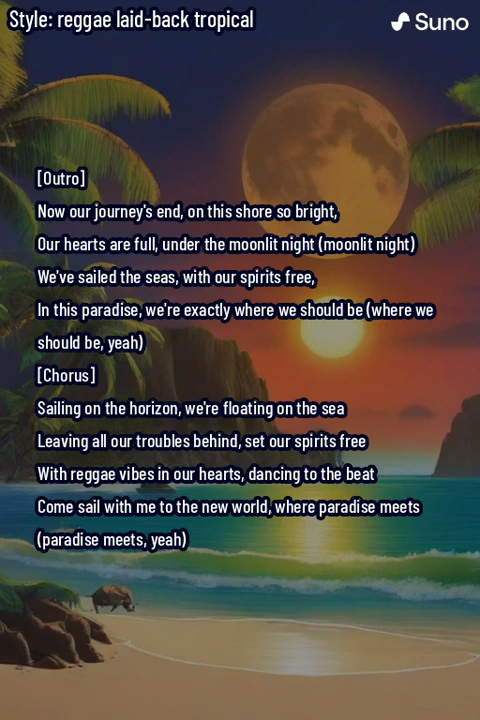 Style: reggae laid-back tropical
Suno
[Outro]
Now our journey's end, on this shore so bright,
Our hearts are full, under the moonlit night (moonlit night)
We've sailed the seas, with our spirits free,
In this paradise, we're exactly where we should be (where we
should be, yeah)
[Chorus]
Sailing on the horizon, we're floating on the sea
Leaving all our troubles behind, set our spirits free
With reggae vibes in our hearts, dancing to the beat
Come sail with me to the new world, where paradise meets
(paradise meets, yeah)